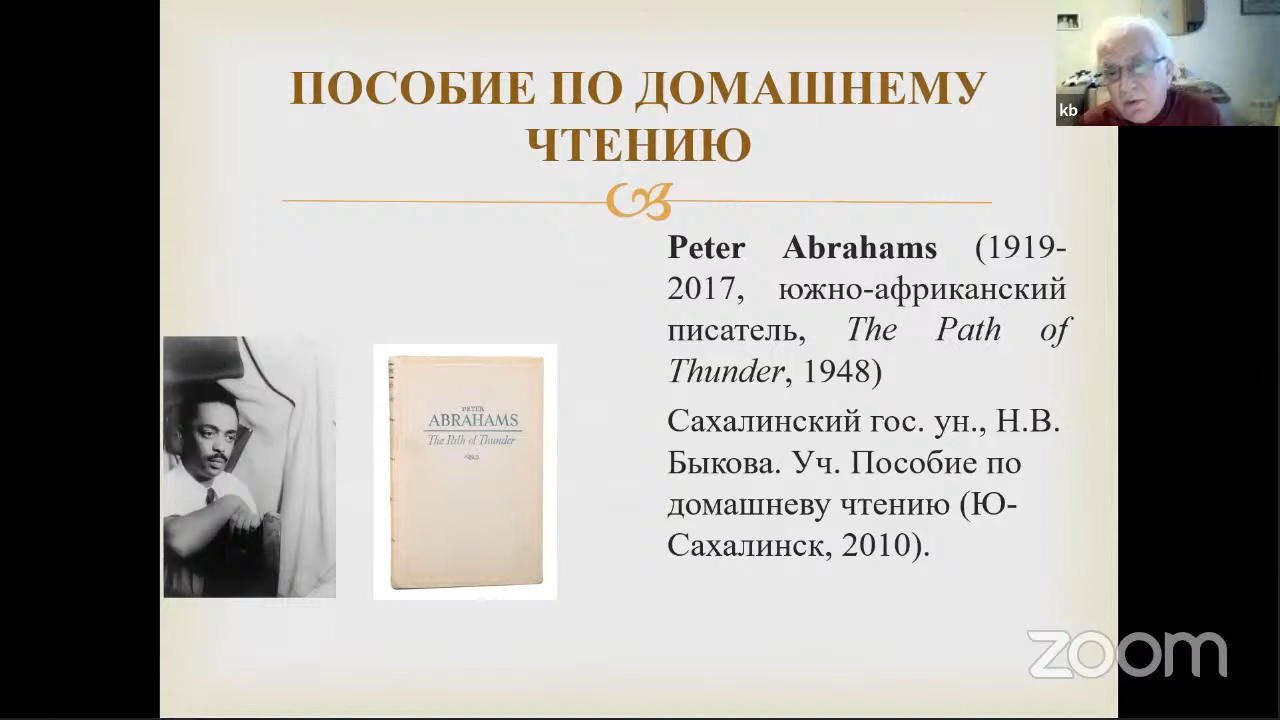 ПОСОБИЕ ПО ДОМАШНЕМУ
ЧТЕНИЮ
kb
Peter Abrahams (1919-
2017, южно-африканский
писатель, The Path of
Thunder, 1948)
Сахалинский гос. ун., Н.В.
Быкова. Уч. Пособие по
домашневу чтению (Ю-
Сахалинск, 2010).
PETER
ABRAHAMS
The Path of Thunder
zoom